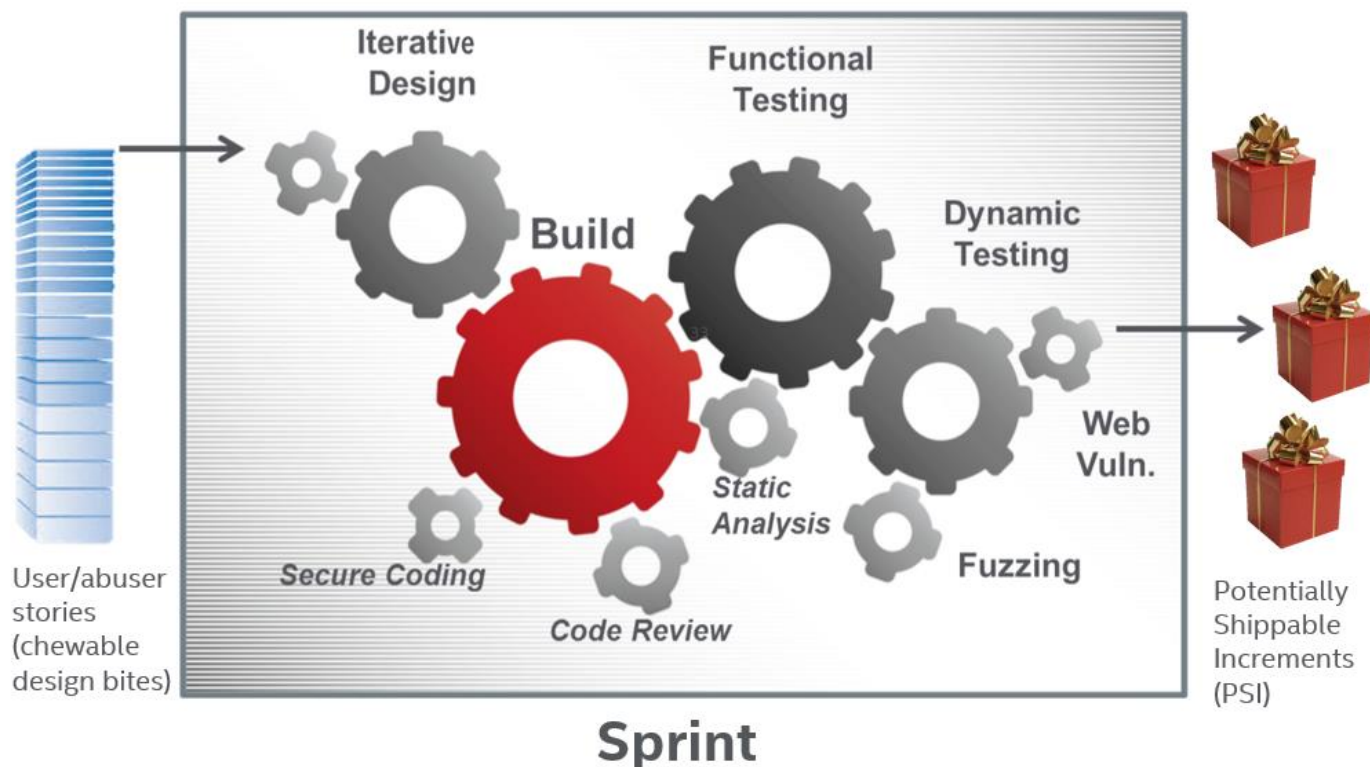 Iterative
Design
Functional
Testing
Build
Dynamic
Testing
33
Static
Analysis
Web
Vuln.
Secure Coding
Code Review
Fuzzing
User/abuser
stories
(chewable
design bites)
Potentially
Shippable
Increments
(PSI)
Sprint